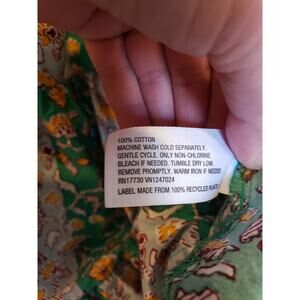 100% COTTON
MACHINE WASH COLD SEPARATELY.
GENTLE CYCLE. ONLY NON-CHLORINE
BLEACH IF NEEDED. TUMBLE DRY LOW.
REMOVE PROMPTLY. WARM IRON IF NEEDED
RN17730 VN1247024
LABEL MADE FROM 100% RECYCLED